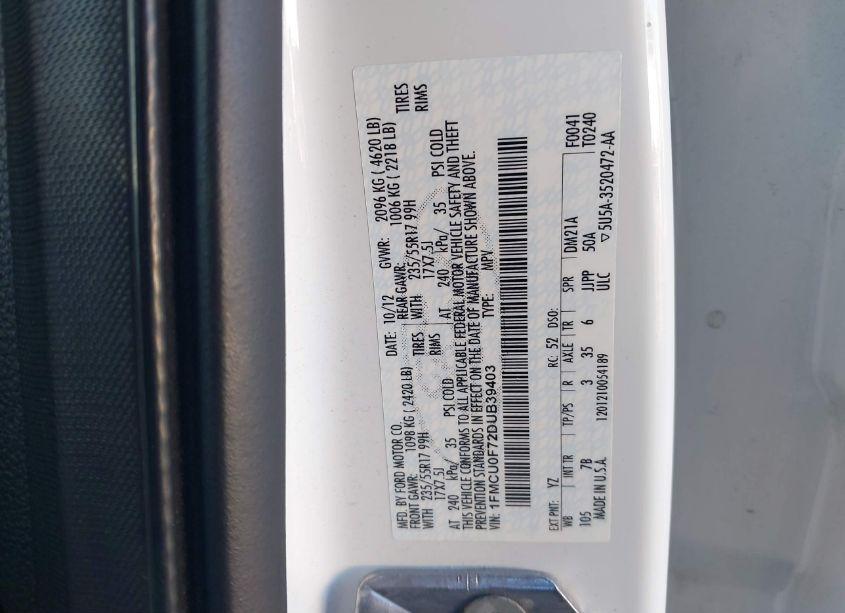 MFD. BY FORD MOTOR CO. DATE: 10/12 GVWR: 2096 KG ( 4620 LB)
FRONT GAWR: 1098 KG ( 2420 LB) REAR GAWR: 1006 KG ( 2218 LB)
WITH 235/55R17 99H TIRES WITH 235/55R17 99H TIRES
17X7.5J RIMS 17X7.5J RIMS
AT 240 kPa/ 35 PSI COLD AT 240 kPa/ 35 PSI COLD
THIS VEHICLE CONFORMS TO ALL APPLICABLE FEDERAL MOTOR VEHICLE SAFETY AND THEFT
PREVENTION STANDARDS IN EFFECT ON THE DATE OF MANUFACTURE SHOWN ABOVE.
VIN: 1FMCU0F72DUB39403 TYPE: MPV
EXT PNT: YZ RC: 52 DSO: F0041
WB INT TR TP/PS R AXLE TR SPR DM21A T0240
105 7B 3 35 6 JJPP 50A
MADE IN U.S.A. 1201210054189 ULC ▽5U5A-3520472-AA